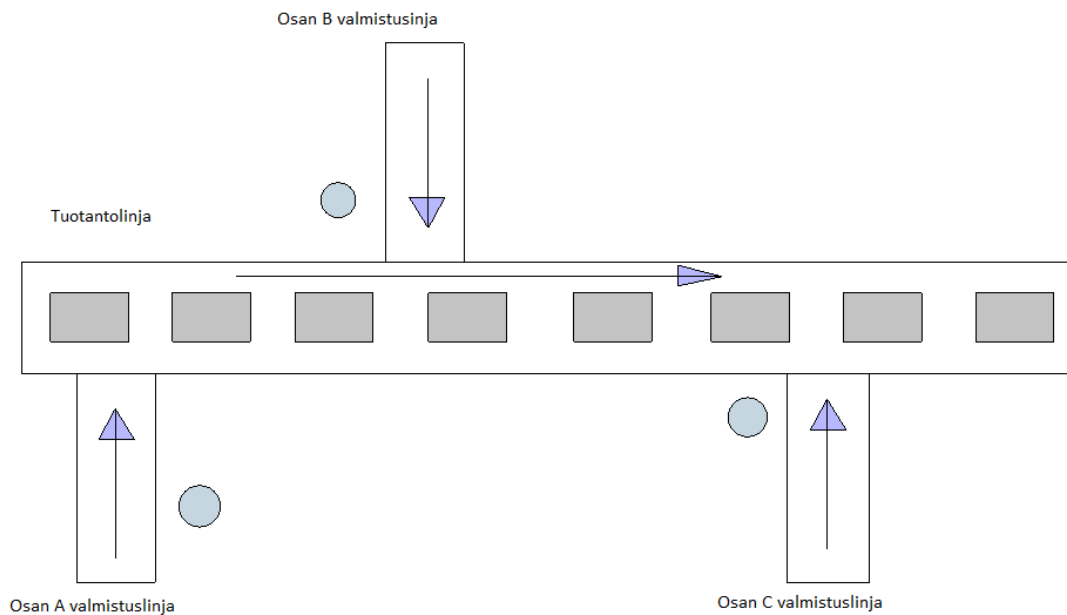 Osan B valmistusinja
Tuotantolinja
Osan A valmistuslinja
Osan C valmistuslinja